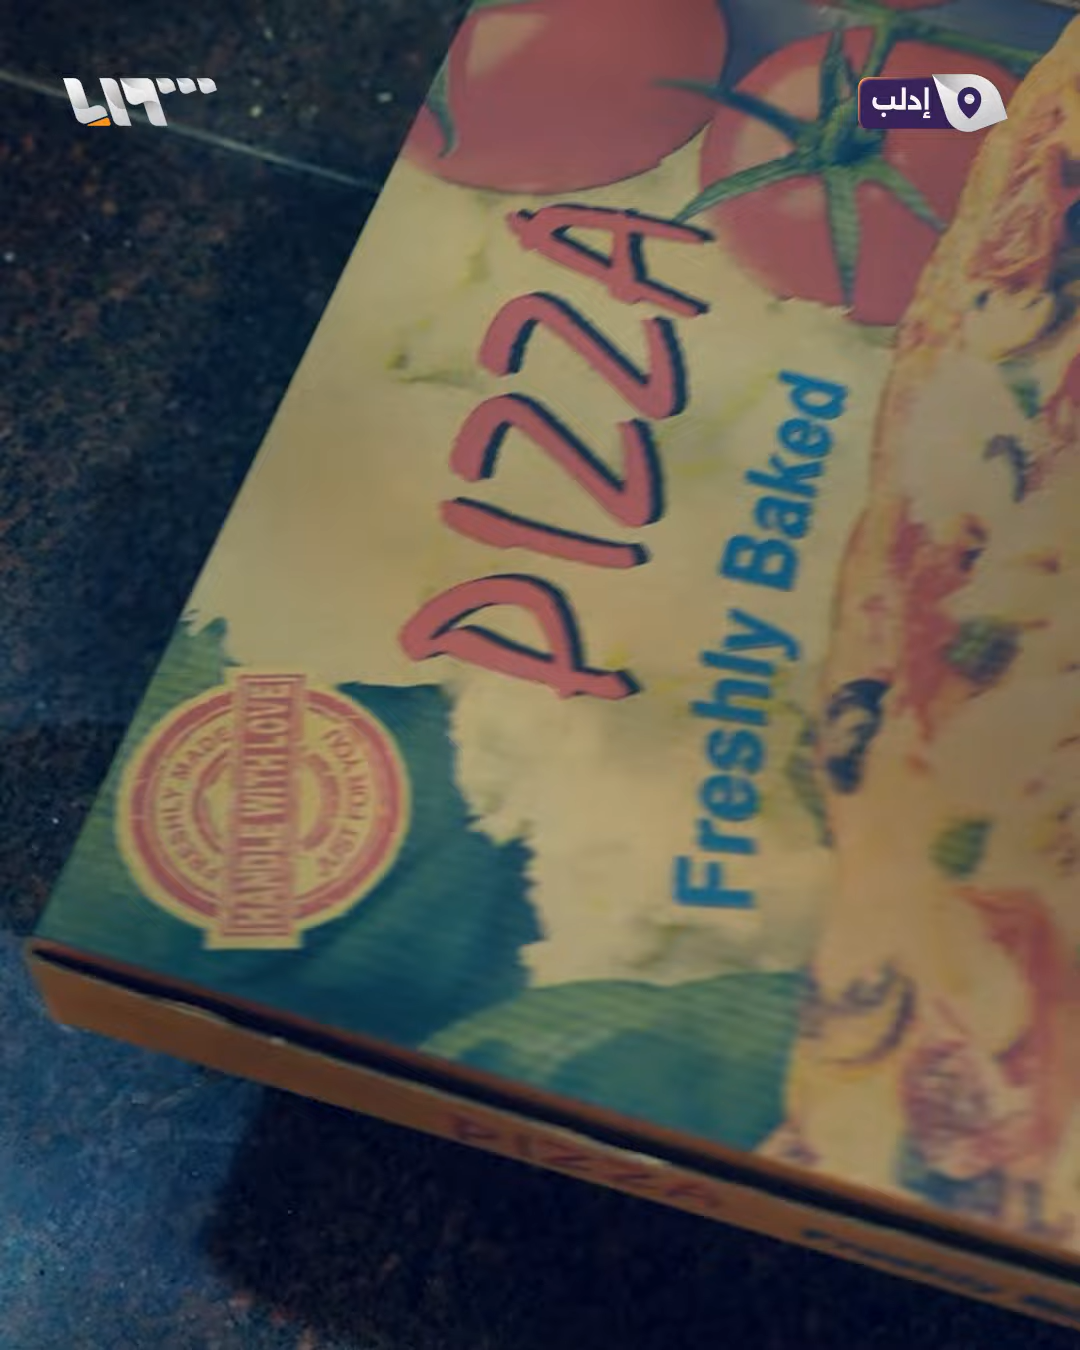 إدلب
PIZZA
Freshly Baked
FRESHLY MADE
HANDLE WITH LOVE
JUST FOR YOU
PIZZA